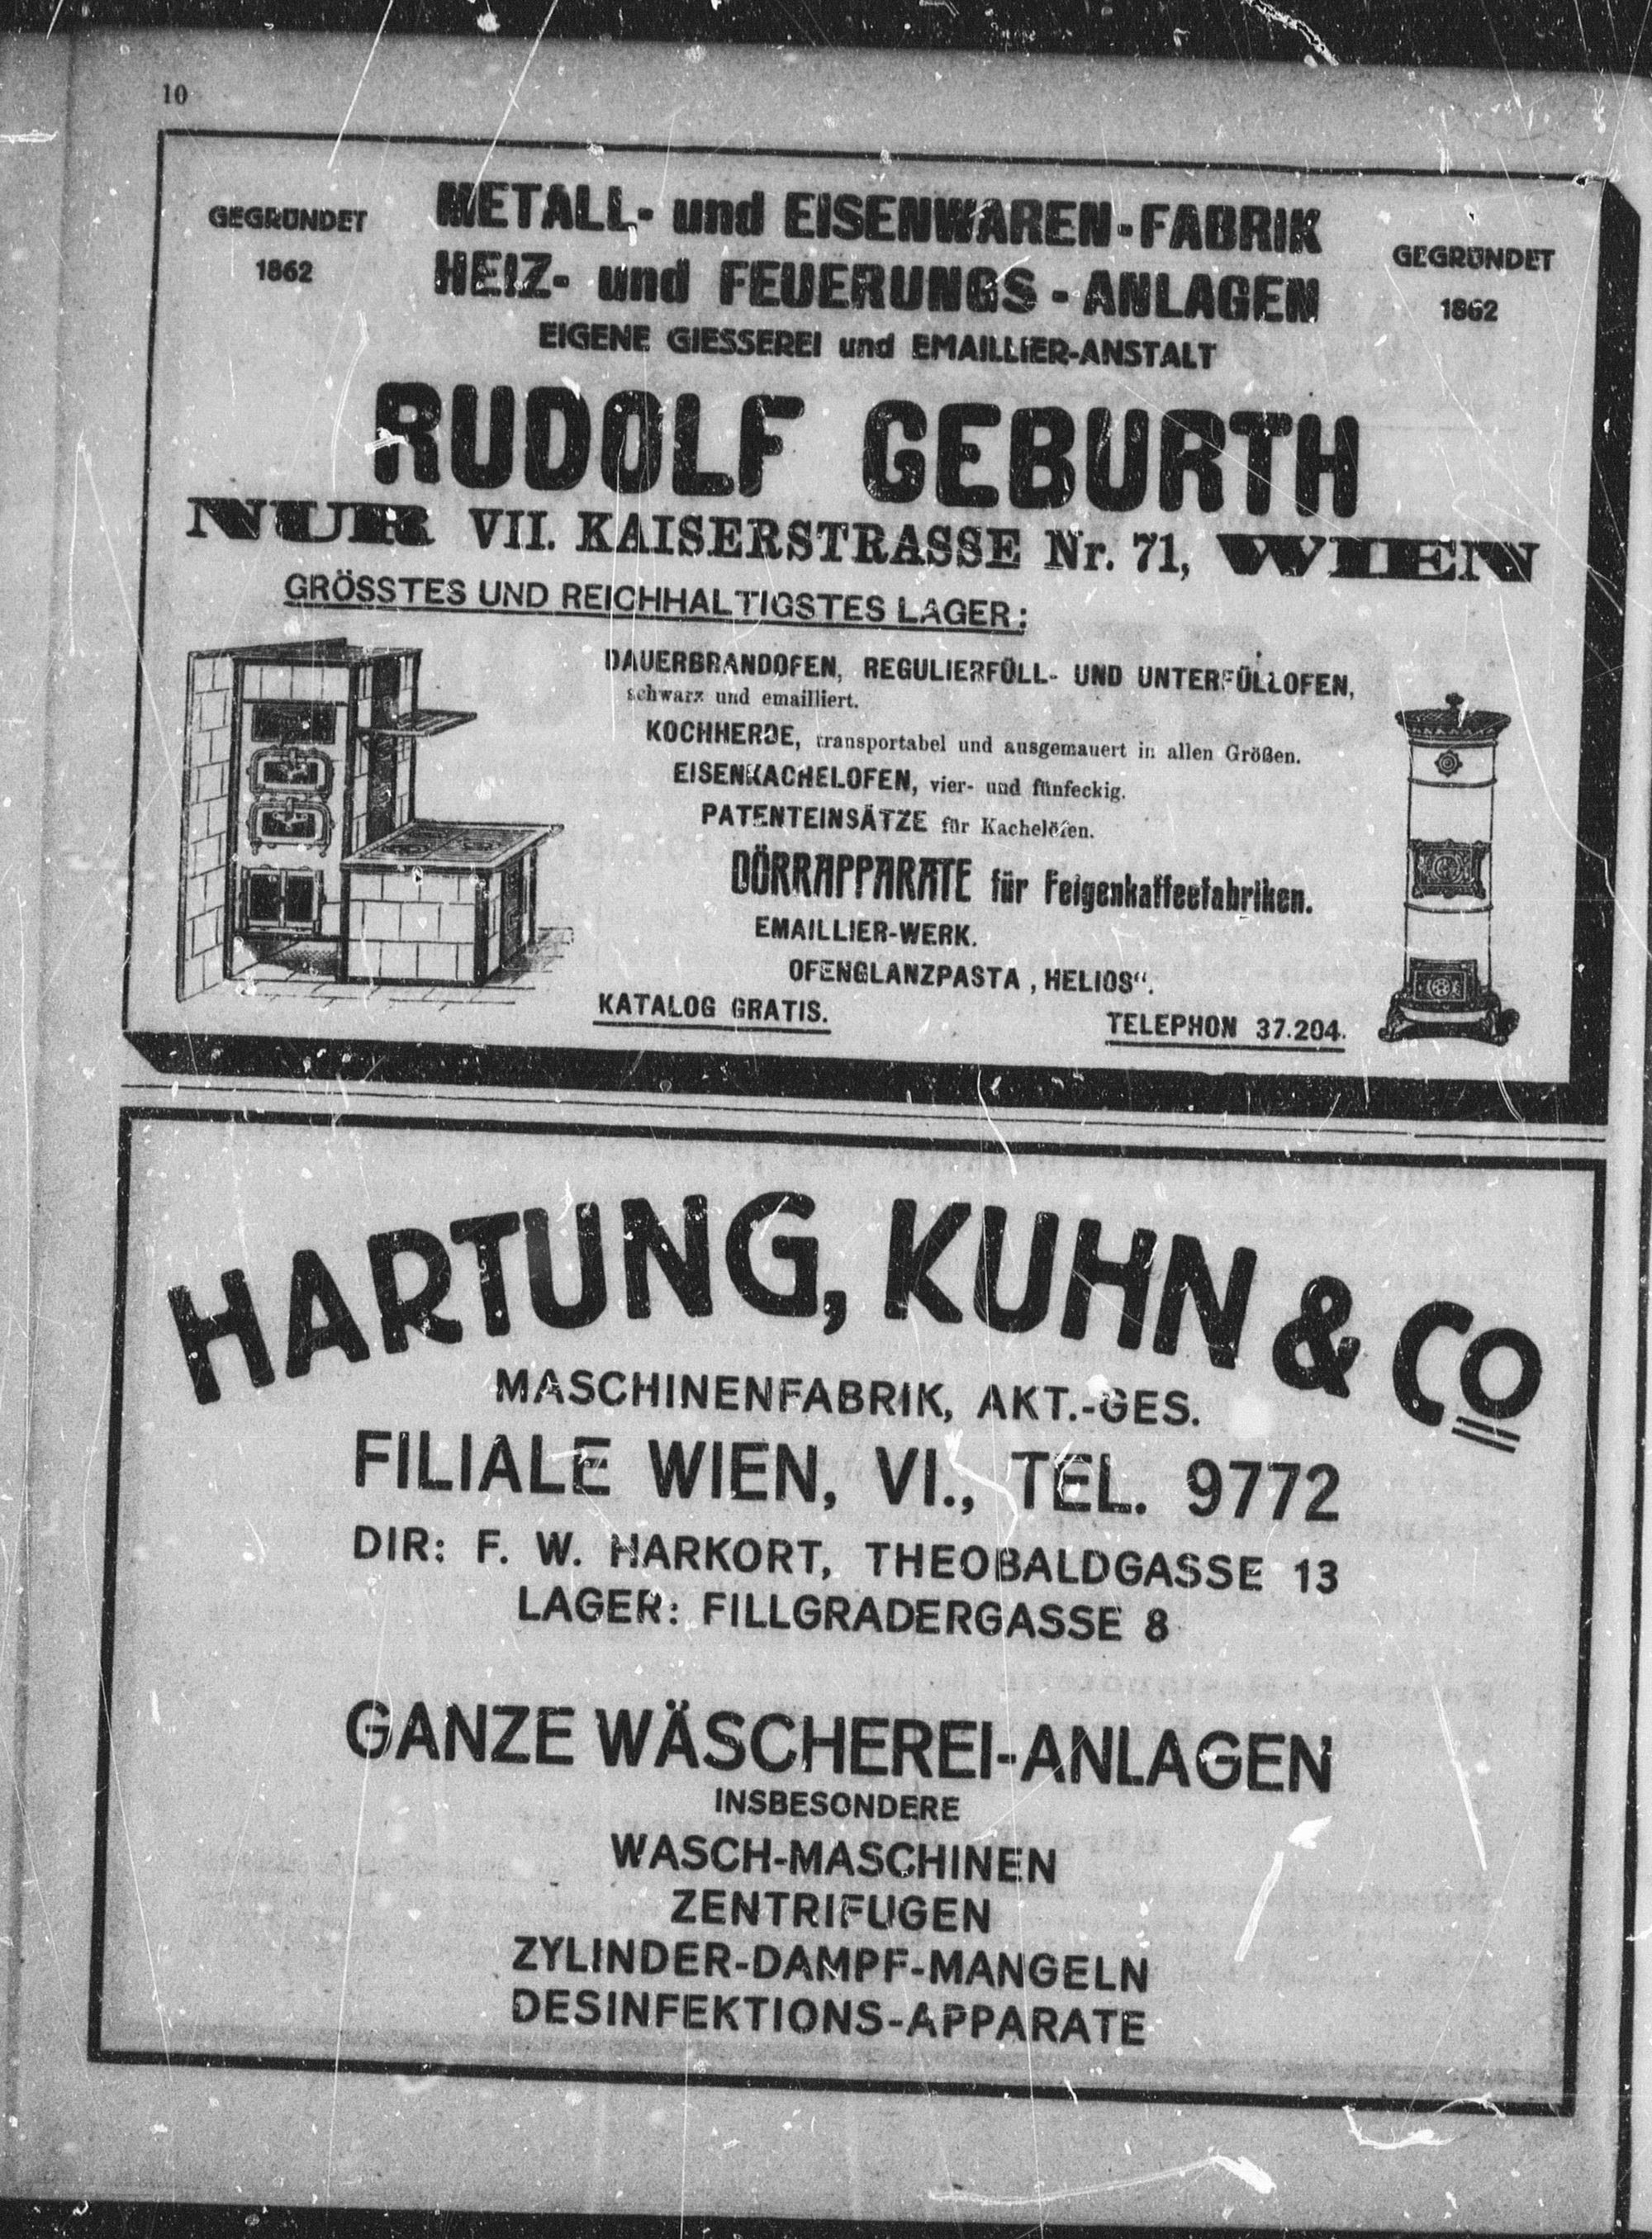 10
GEGRÜNDET
1862
METALL- und EISENWAREN-FABRIK
HEIZ- und FEUERUNGS-ANLAGEN
EIGENE GIESSEREI und EMAILLIER-ANSTALT
GEGRÜNDET
1862
RUDOLF GEBURTH
NUR VII. KAISERSTRASSE Nr. 71, WIEN
GRÖSSTES UND REICHHALTIGSTES LAGER:
DAUERBRANDOFEN, REGULIERFÜLL- UND UNTERFÜLLOFEN,
schwarz und emailliert.
KOCHHERDE, transportabel und ausgemauert in allen Größen.
EISENKACHELOFEN, vier- und fünfeckig.
PATENTEINSÄTZE für Kachelöfen.
DÖRRAPPARATE für Feigenkaffeefabriken.
EMAILLIER-WERK.
OFENGLANZPASTA ‚HELIOS“.
KATALOG GRATIS.
TELEPHON 37.204.
HARTUNG, KUHN & Co
MASCHINENFABRIK, AKT.-GES.
FILIALE WIEN, VI., TEL. 9772
DIR: F. W. HARKORT, THEOBALDGASSE 13
LAGER: FILLGRADERGASSE 8
GANZE WÄSCHEREI-ANLAGEN
INSBESONDERE
WASCH-MASCHINEN
ZENTRIFUGEN
ZYLINDER-DAMPF-MANGELN
DESINFEKTIONS-APPARATE